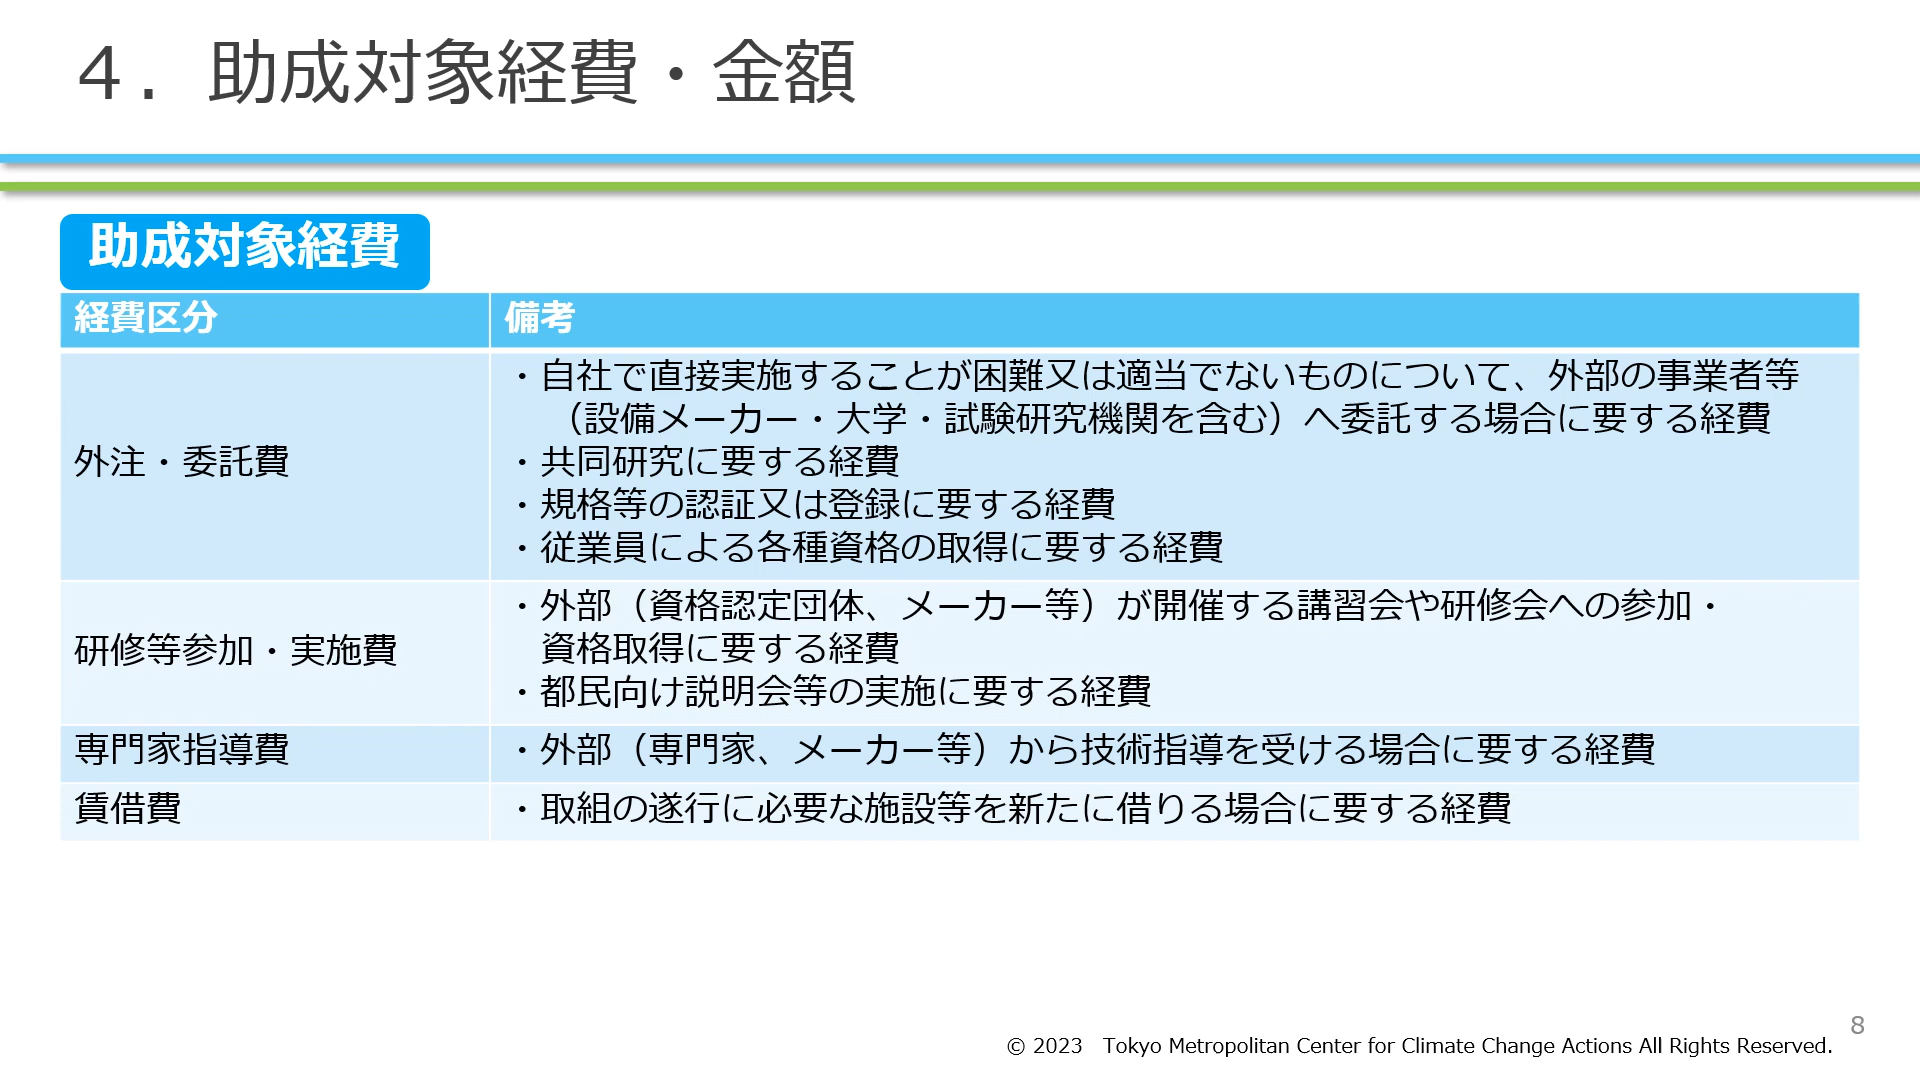 ４．助成対象経費・金額
助成対象経費
経費区分
備考
外注・委託費
・自社で直接実施することが困難又は適当でないものについて、外部の事業者等
（設備メーカー・大学・試験研究機関を含む）へ委託する場合に要する経費
・共同研究に要する経費
・規格等の認証又は登録に要する経費
・従業員による各種資格の取得に要する経費
研修等参加・実施費
・外部（資格認定団体、メーカー等）が開催する講習会や研修会への参加・
資格取得に要する経費
・都民向け説明会等の実施に要する経費
専門家指導費
・外部（専門家、メーカー等）から技術指導を受ける場合に要する経費
賃借費
・取組の遂行に必要な施設等を新たに借りる場合に要する経費
8
© 2023　Tokyo Metropolitan Center for Climate Change Actions All Rights Reserved.